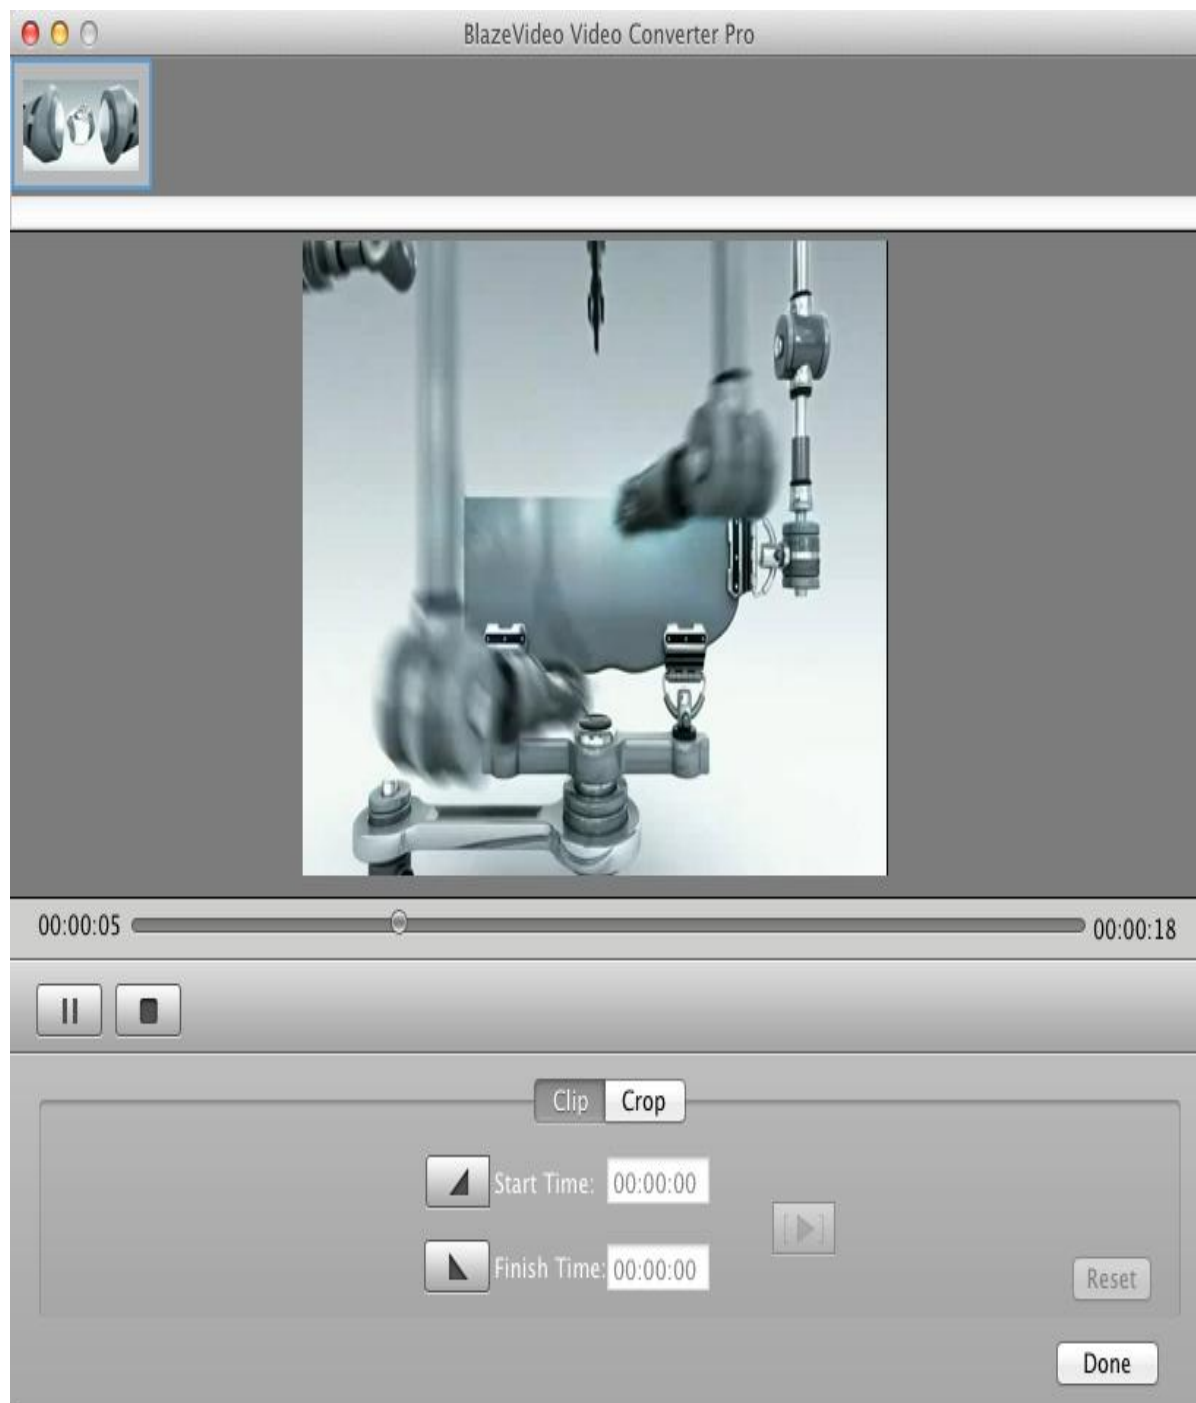 BlazeVideo Video Converter Pro
00:00:05
00:00:18
Clip
Crop
Start Time: 00:00:00
Finish Time: 00:00:00
Reset
Done